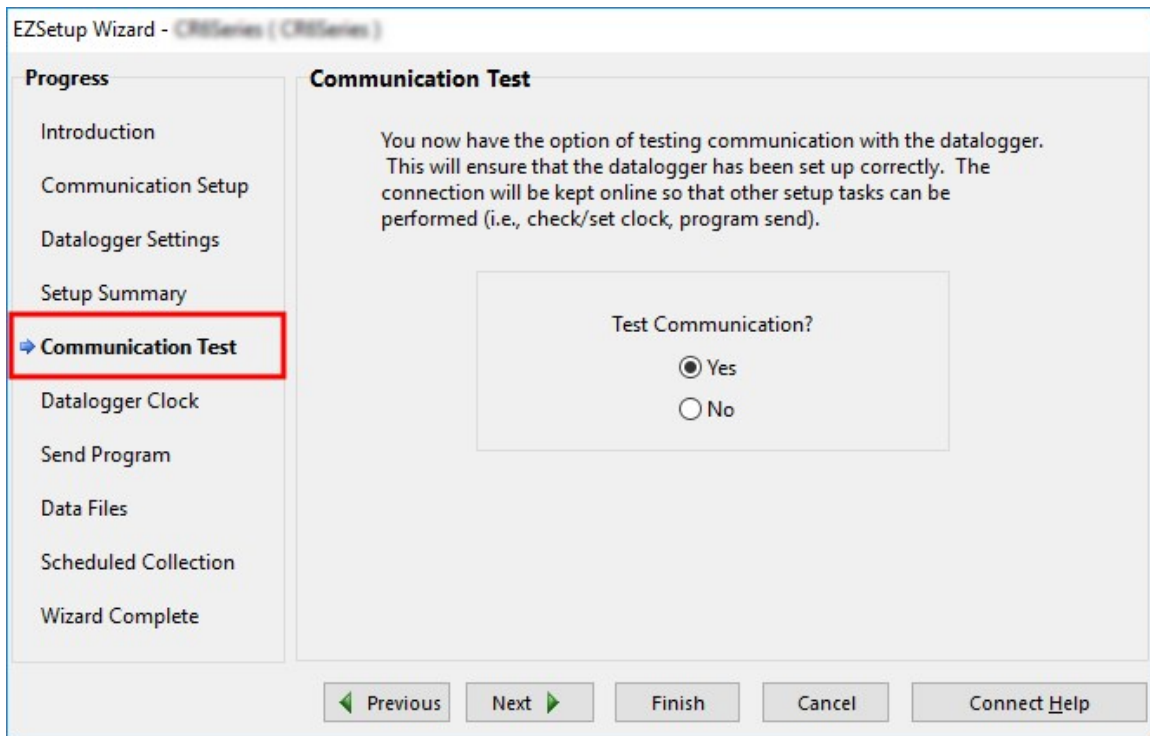 EZSetup Wizard -
Progress
Introduction
Communication Setup
Datalogger Settings
Setup Summary
Communication Test
Datalogger Clock
Send Program
Data Files
Scheduled Collection
Wizard Complete
Communication Test
You now have the option of testing communication with the datalogger.
This will ensure that the datalogger has been set up correctly. The
connection will be kept online so that other setup tasks can be
performed (i.e., check/set clock, program send).
Test Communication?
Yes
No
Previous
Next
Finish
Cancel
Connect Help